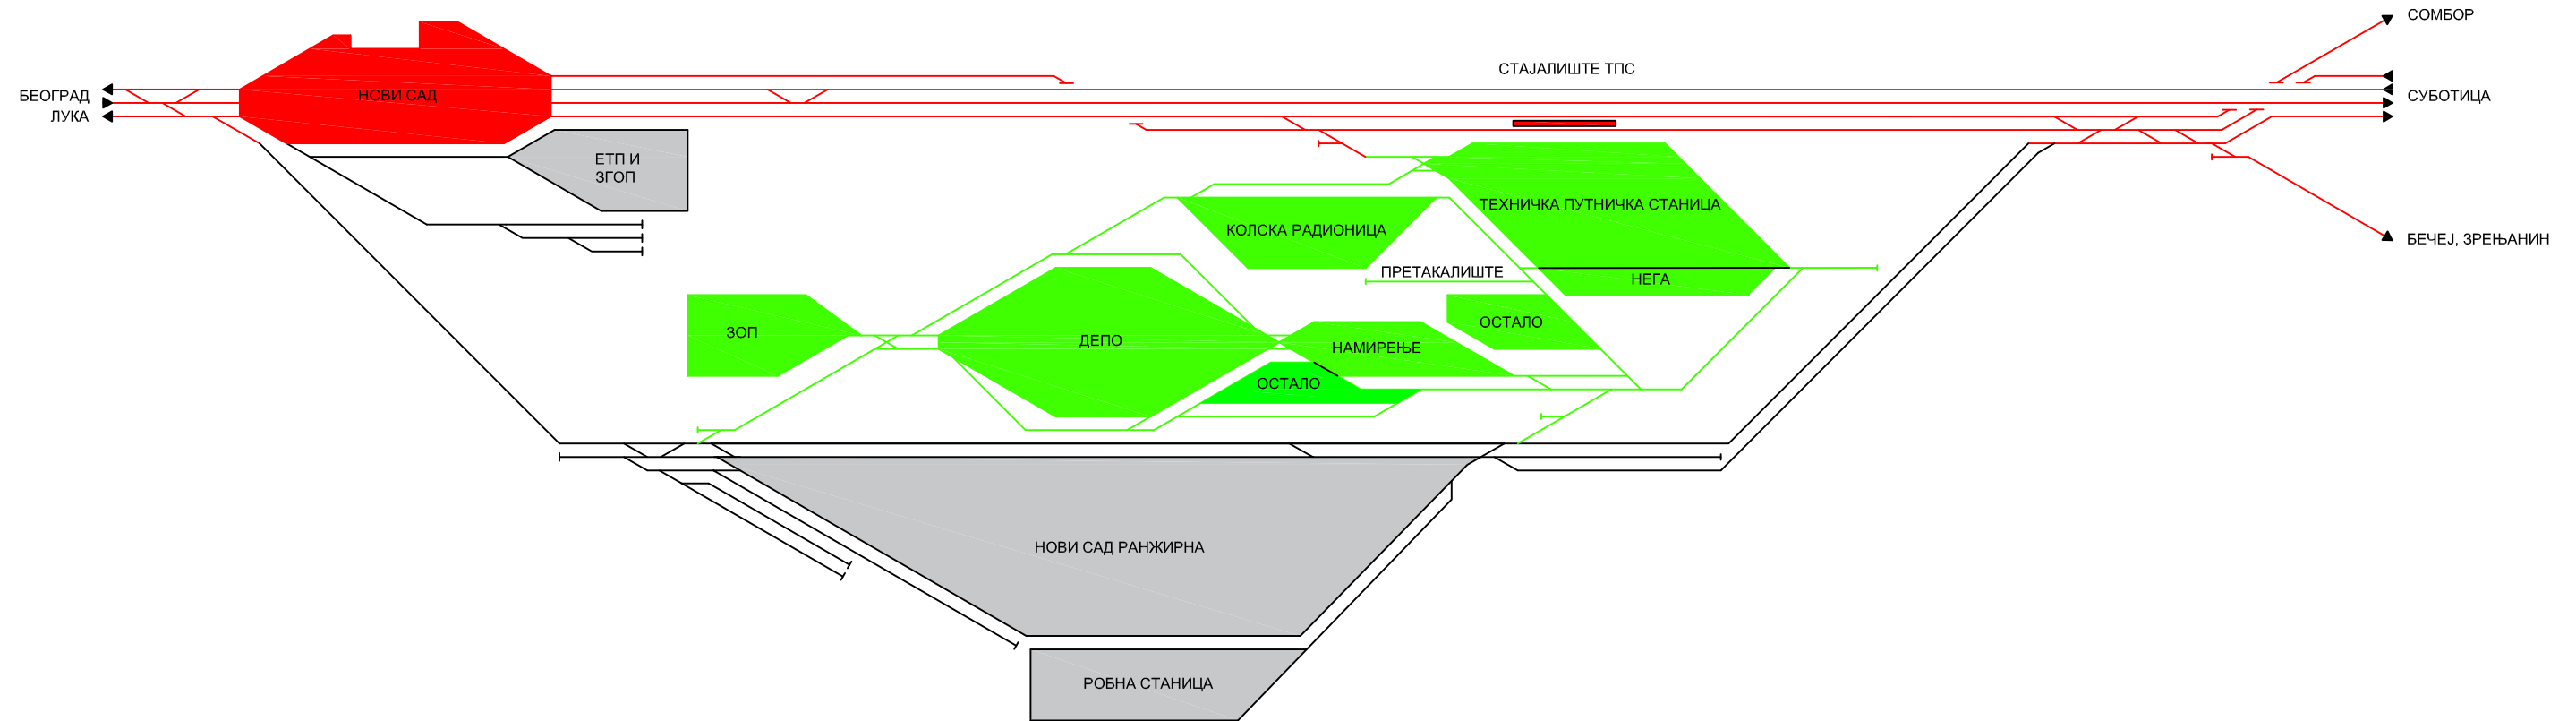 СОМБОР
СТАЈАЛИШТЕ ТПС
БЕОГРАД
НОВИ САД
СУБОТИЦА
ЛУКА
ЕТП И
ЗГОП
ТЕХНИЧКА ПУТНИЧКА СТАНИЦА
КОЛСКА РАДИОНИЦА
БЕЧЕЈ, ЗРЕЊАНИН
ПРЕТАКАЛИШТЕ
НЕГА
ОСТАЛО
ЗОП
ДЕПО
НАМИРЕЊЕ
ОСТАЛО
НОВИ САД РАНЖИРНА
РОБНА СТАНИЦА